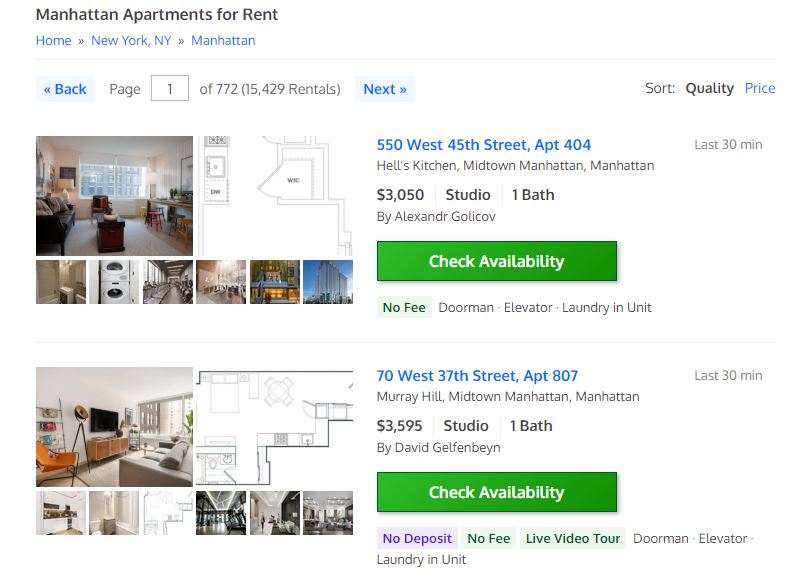 Manhattan Apartments for Rent
Home » New York, NY » Manhattan
« Back Page 1 of 772 (15,429 Rentals) Next » Sort: Quality Price
550 West 45th Street, Apt 404 Last 30 min
Hell's Kitchen, Midtown Manhattan, Manhattan
$3,050 Studio 1 Bath
By Alexandr Golicov
Check Availability
No Fee Doorman · Elevator · Laundry in Unit
DW
WIC
70 West 37th Street, Apt 807 Last 30 min
Murray Hill, Midtown Manhattan, Manhattan
$3,595 Studio 1 Bath
By David Gelfenbeyn
Check Availability
No Deposit No Fee Live Video Tour Doorman · Elevator ·
Laundry in Unit